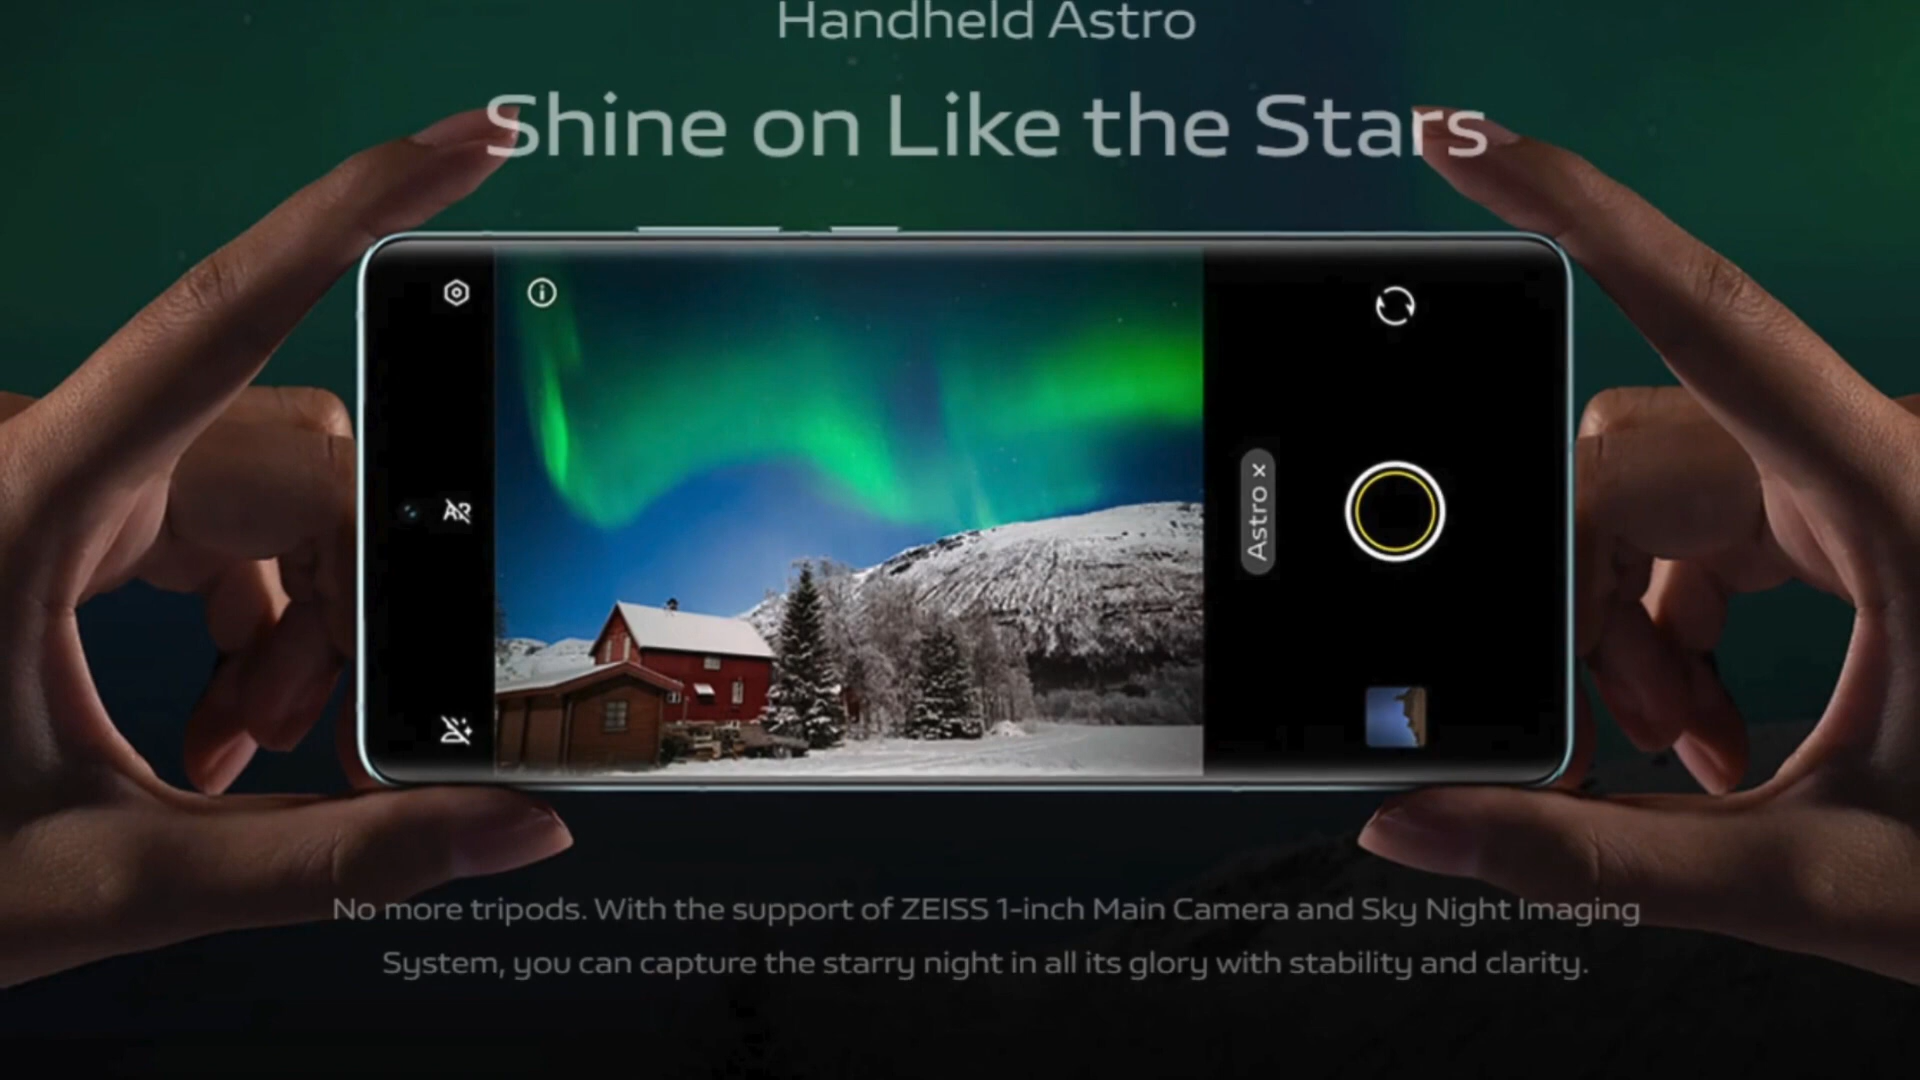 Handheld Astro
Shine on Like the Stars
Astro ×
No more tripods. With the support of ZEISS 1-inch Main Camera and Sky Night Imaging
System, you can capture the starry night in all its glory with stability and clarity.